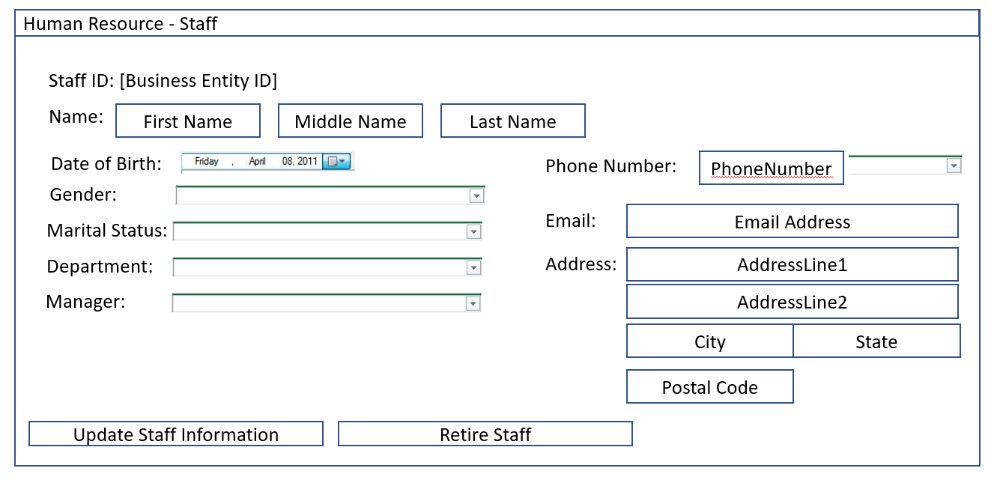 Human Resource - Staff
Staff ID: [Business Entity ID]
Name: First Name Middle Name Last Name
Date of Birth: Friday , April 08, 2011
Gender:
Marital Status:
Department:
Manager:
Phone Number: PhoneNumber
Email: Email Address
Address: AddressLine1
AddressLine2
City State
Postal Code
Update Staff Information Retire Staff